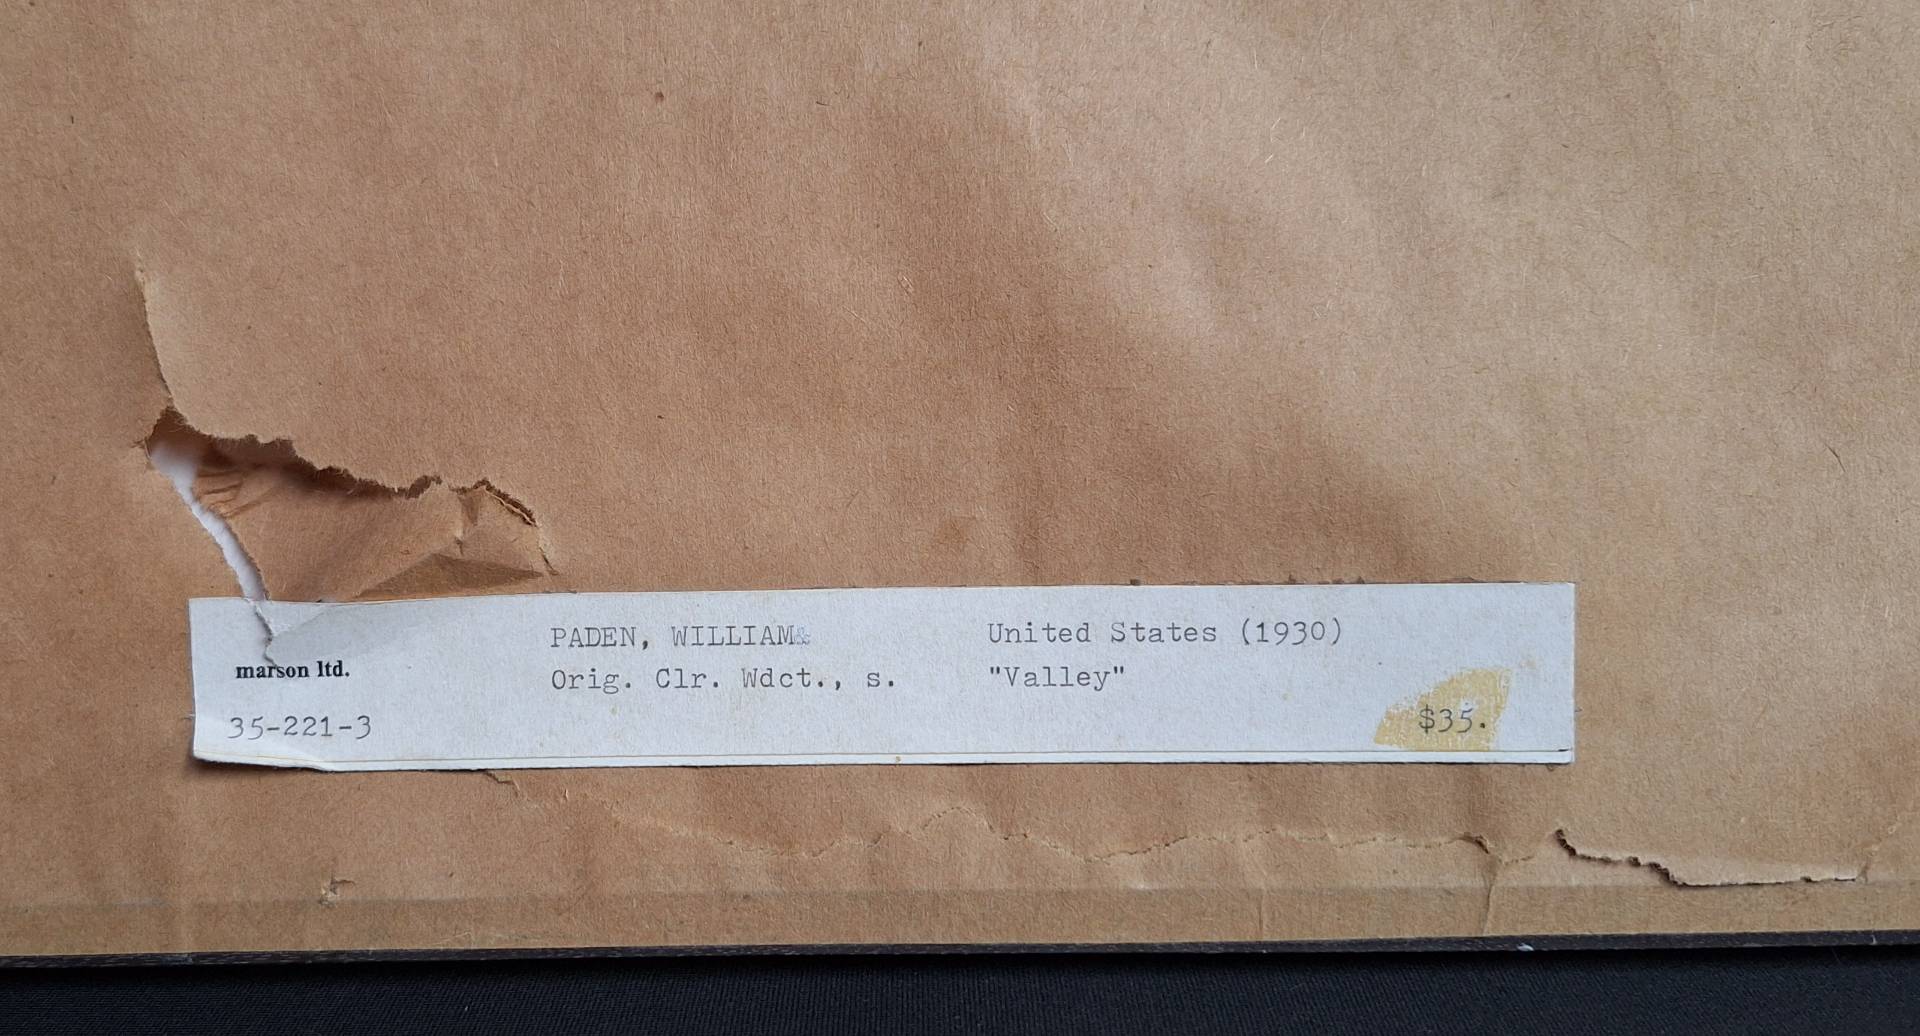 PADEN, WILLIAM
United States (1930)
Orig. Clr. Wdct., s.
"Valley"
marson ltd.
35-221-3
$35.